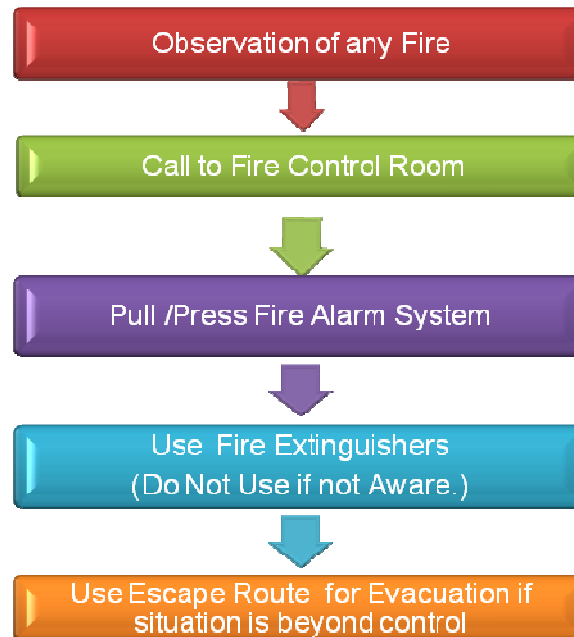 Observation of any Fire
Call to Fire Control Room
Pull /Press Fire Alarm System
Use Fire Extinguishers
(Do Not Use if not Aware.)
Use Escape Route for Evacuation if
situation is beyond control